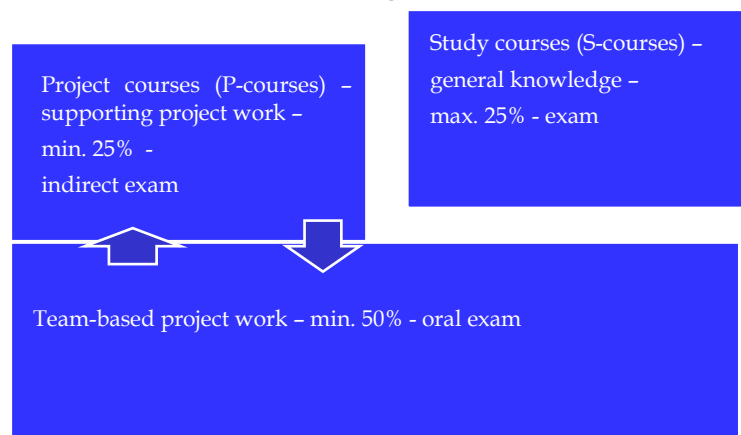 Project courses (P-courses) –
supporting project work –
min. 25% -
indirect exam
Study courses (S-courses) –
general knowledge –
max. 25% - exam
Team-based project work – min. 50% - oral exam